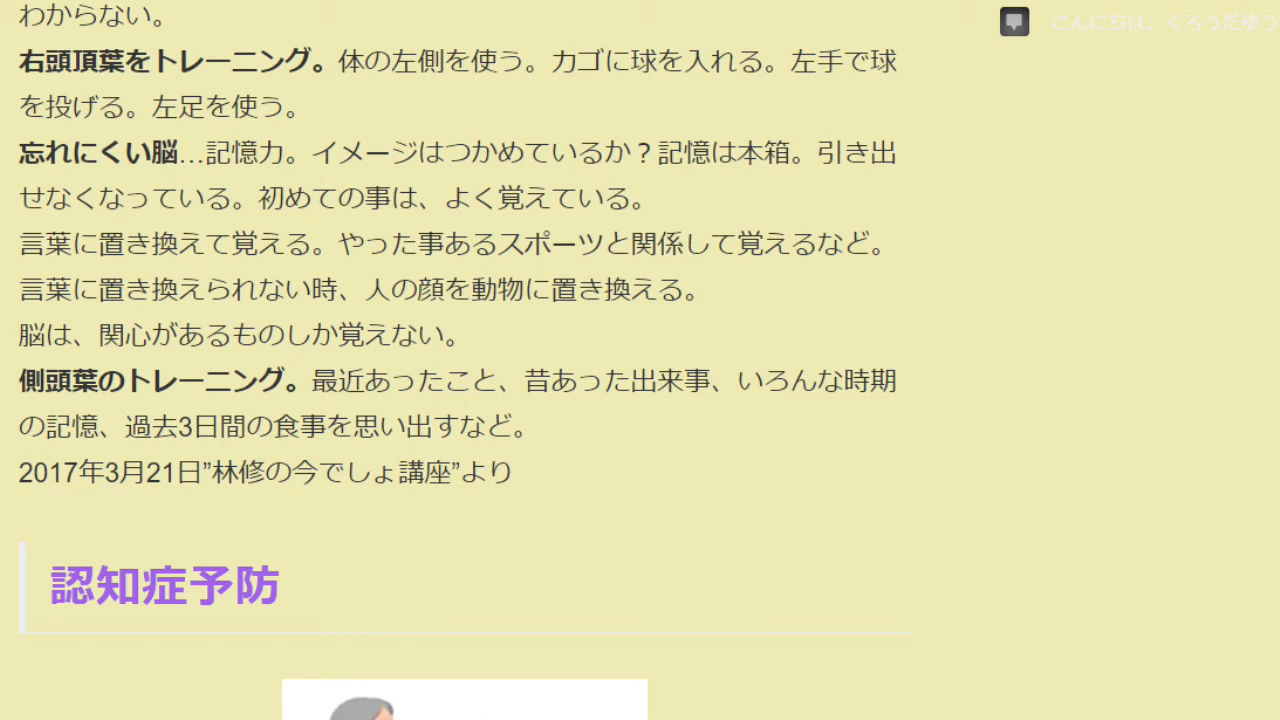 わからない。
こんにちは、くろうだゆう
右頭頂葉をトレーニング。体の左側を使う。カゴに球を入れる。左手で球
を投げる。左足を使う。
忘れにくい脳…記憶力。イメージはつかめているか？記憶は本箱。引き出
せなくなっている。初めての事は、よく覚えている。
言葉に置き換えて覚える。やった事あるスポーツと関係して覚えるなど。
言葉に置き換えられない時、人の顔を動物に置き換える。
脳は、関心があるものしか覚えない。
側頭葉のトレーニング。最近あったこと、昔あった出来事、いろんな時期
の記憶、過去3日間の食事を思い出すなど。
2017年3月21日”林修の今でしょ講座”より
認知症予防